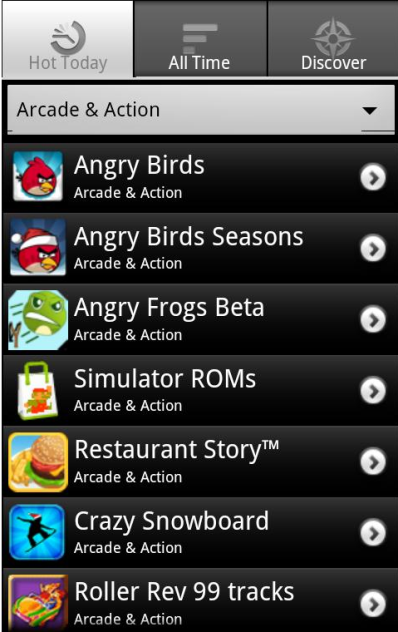 Hot Today
All Time
Discover
Arcade & Action
Angry Birds
Arcade & Action
Angry Birds Seasons
Arcade & Action
Angry Frogs Beta
Arcade & Action
Simulator ROMs
Arcade & Action
Restaurant Story™
Arcade & Action
Crazy Snowboard
Arcade & Action
Roller Rev 99 tracks
Arcade & Action